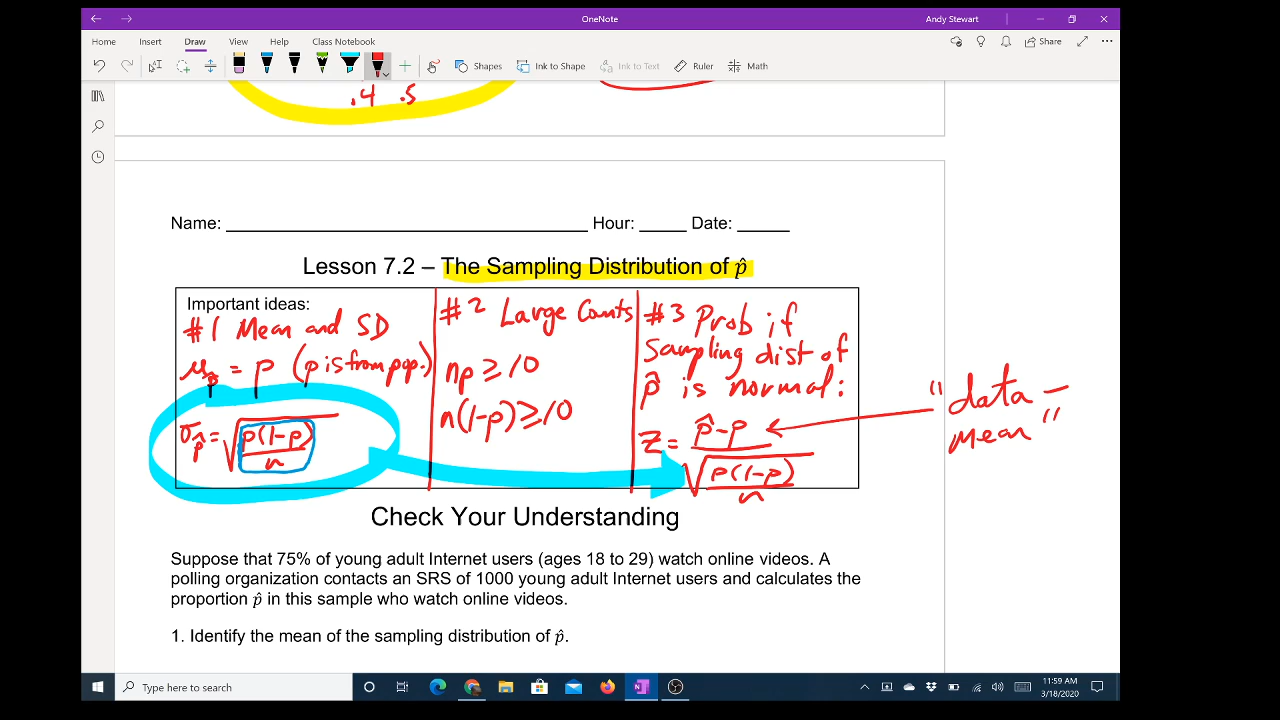 OneNote
Andy Stewart
Home Insert Draw View Help Class Notebook
Share
Shapes Ink to Shape Ink to Text Ruler Math
.4 .5
Name: Hour: Date:
Lesson 7.2 – The Sampling Distribution of p̂
Important ideas:
#1 Mean and SD
μp̂ = p (p is from pop.)
σp̂ = √(p(1-p)/n)
#2 Large Counts
np ≥ 10
n(1-p) ≥ 10
#3 Prob if
Sampling dist of
p̂ is normal:
z = (p̂-p)/√(p(1-p)/n)
"data –
mean"
Check Your Understanding
Suppose that 75% of young adult Internet users (ages 18 to 29) watch online videos. A
polling organization contacts an SRS of 1000 young adult Internet users and calculates the
proportion p̂ in this sample who watch online videos.
1. Identify the mean of the sampling distribution of p̂.
Type here to search
11:59 AM
3/18/2020